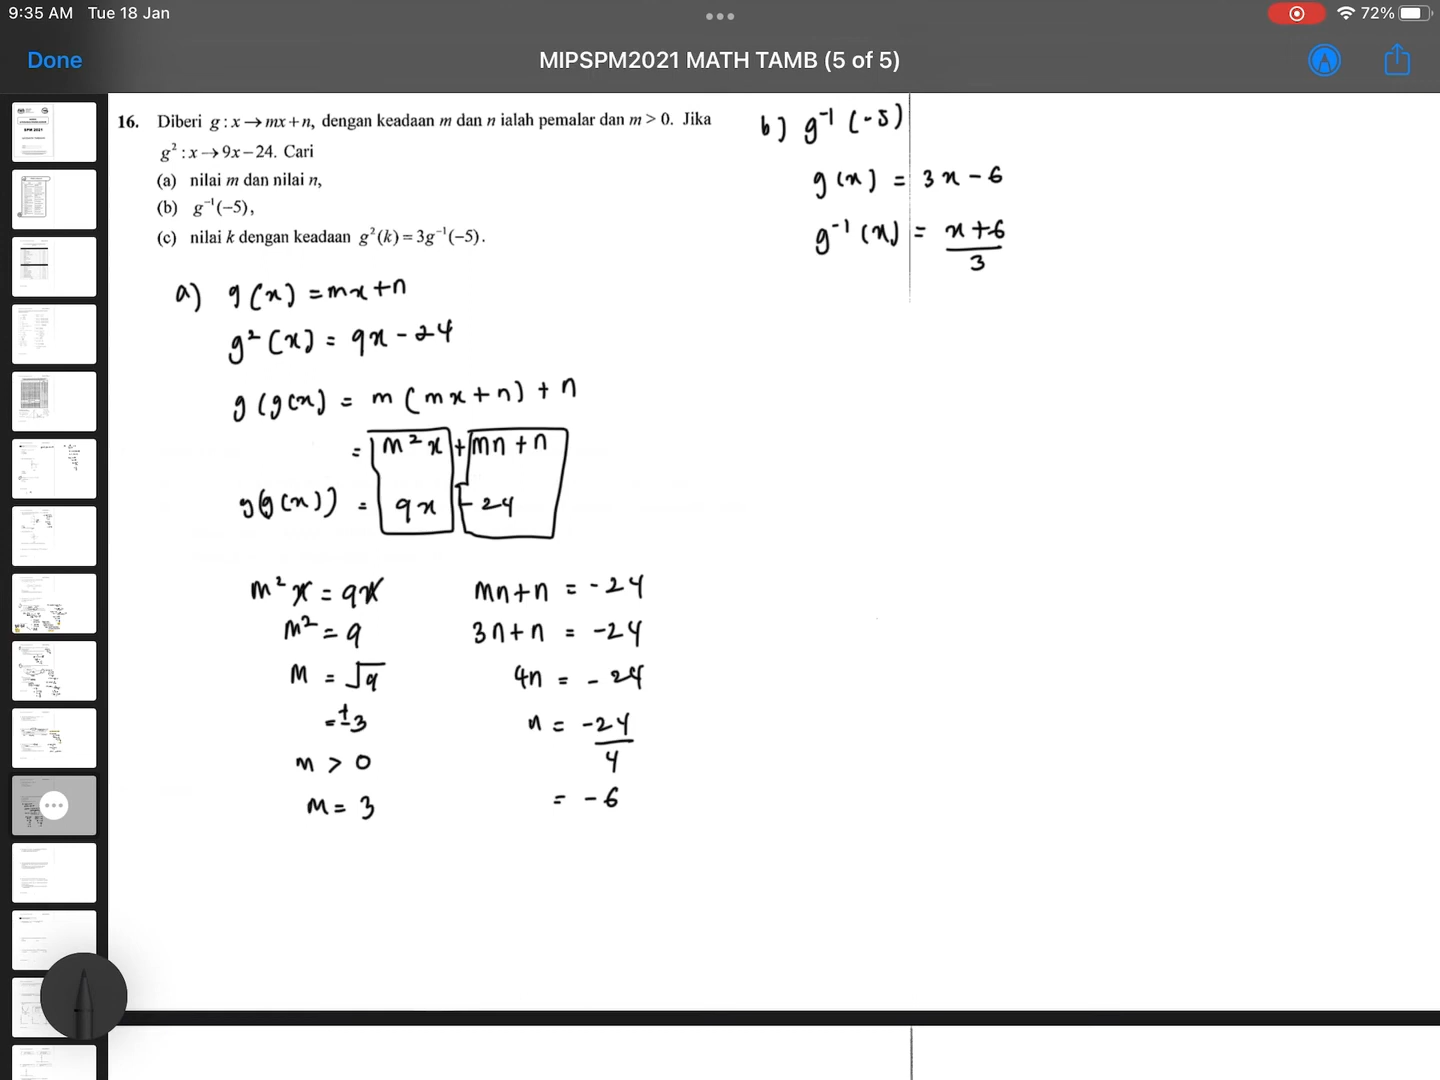 9:35 AM Tue 18 Jan
72%
Done
MIPSPM2021 MATH TAMB (5 of 5)
16. Diberi g : x → mx + n, dengan keadaan m dan n ialah pemalar dan m > 0. Jika
g² : x → 9x − 24. Cari
(a) nilai m dan nilai n,
(b) g⁻¹(−5),
(c) nilai k dengan keadaan g²(k) = 3g⁻¹(−5).
a) g(x) = mx + n
g²(x) = 9x - 24
g(g(x) = m(mx + n) + n
= m²x + mn + n
g(g(x)) = 9x - 24
m²x = 9x
m² = 9
m = √9
= ±3
m > 0
m = 3
mn + n = -24
3n + n = -24
4n = -24
n = -24/4
= -6
b) g⁻¹(-5)
g(x) = 3x - 6
g⁻¹(x) = x + 6
3
SPM 2021